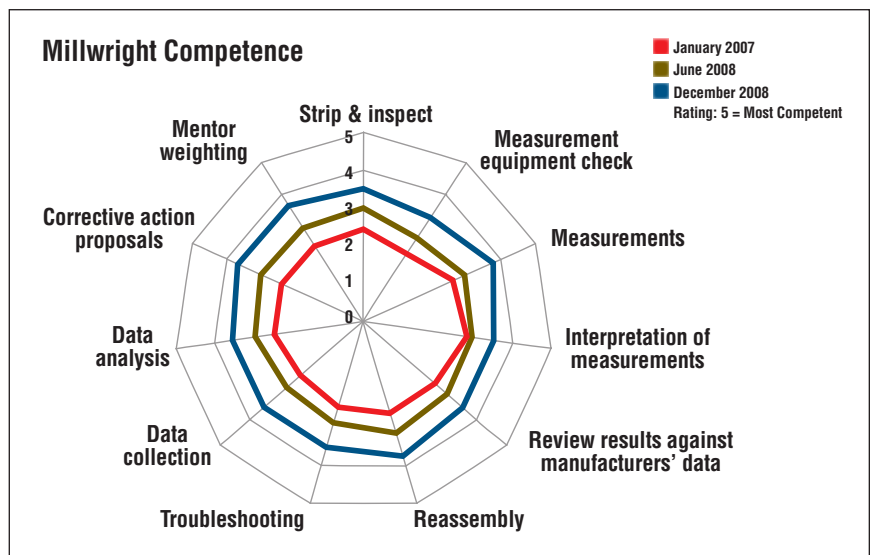 Millwright Competence
January 2007
June 2008
December 2008
Rating: 5 = Most Competent
Strip & inspect
Measurement
equipment check
Measurements
Interpretation of
measurements
Review results against
manufacturers’ data
Reassembly
Troubleshooting
Data
collection
Data
analysis
Corrective action
proposals
Mentor
weighting
5
4
3
2
1
0